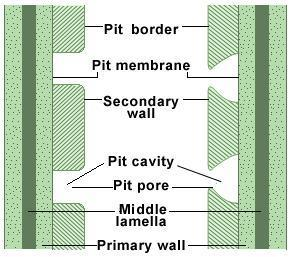 Pit border
Pit membrane
Secondary
wall
Pit cavity
Pit pore
Middle
lamella
Primary wall